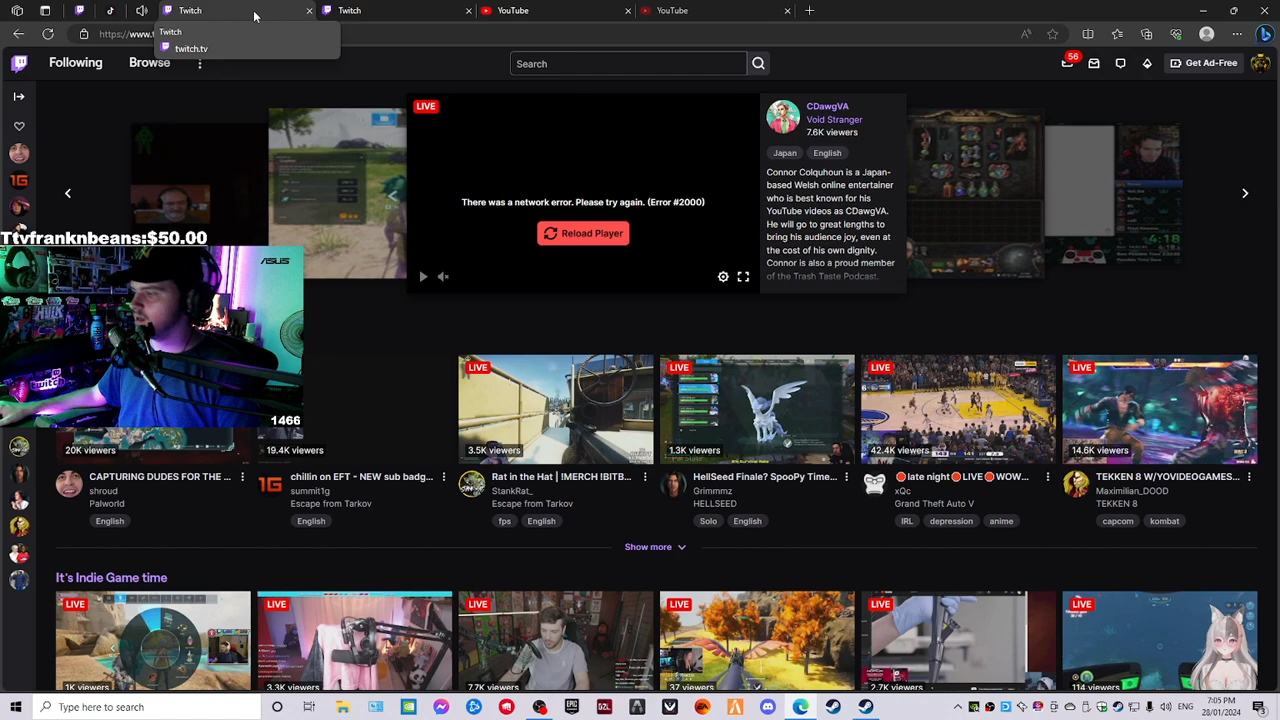 Twitch
Twitch
YouTube
YouTube
https://www.t
Twitch
twitch.tv
Following
Browse
Search
56
Get Ad-Free
LIVE
CDawgVA
Void Stranger
7.6K viewers
Japan
English
There was a network error. Please try again. (Error #2000)
Reload Player
Connor Colquhoun is a Japan-
based Welsh online entertainer
who is best known for his
YouTube videos as CDawgVA.
He will go to great lengths to
bring his audience joy, even at
the cost of his own dignity.
Connor is also a proud member
of the Trash Taste Podcast.
4:18
Ttvfranknbeans:$50.00
ASUS
1466
20K viewers
CAPTURING DUDES FOR THE ...
shroud
Palworld
English
19.4K viewers
1G
chillin on EFT - NEW sub badg...
summit1g
Escape from Tarkov
English
LIVE
3.5K viewers
Rat in the Hat | !MERCH !BITB...
StankRat_
Escape from Tarkov
fps
English
LIVE
1.3K viewers
HellSeed Finale? SpooPy Time...
Grimmmz
HELLSEED
Solo
English
LIVE
42.4K viewers
🔴late night🔴LIVE🔴WOW...
xQc
Grand Theft Auto V
IRL
depression
anime
LIVE
14.6K viewers
TEKKEN 8 W/YOVIDEOGAMES...
Maximilian_DOOD
TEKKEN 8
capcom
kombat
Show more
It's Indie Game time
LIVE
1K viewers
LIVE
3.3K viewers
LIVE
7.7K viewers
LIVE
37 viewers
LIVE
2.7K viewers
LIVE
114 viewers
Type here to search
ENG
7:05 PM
28/01/2024